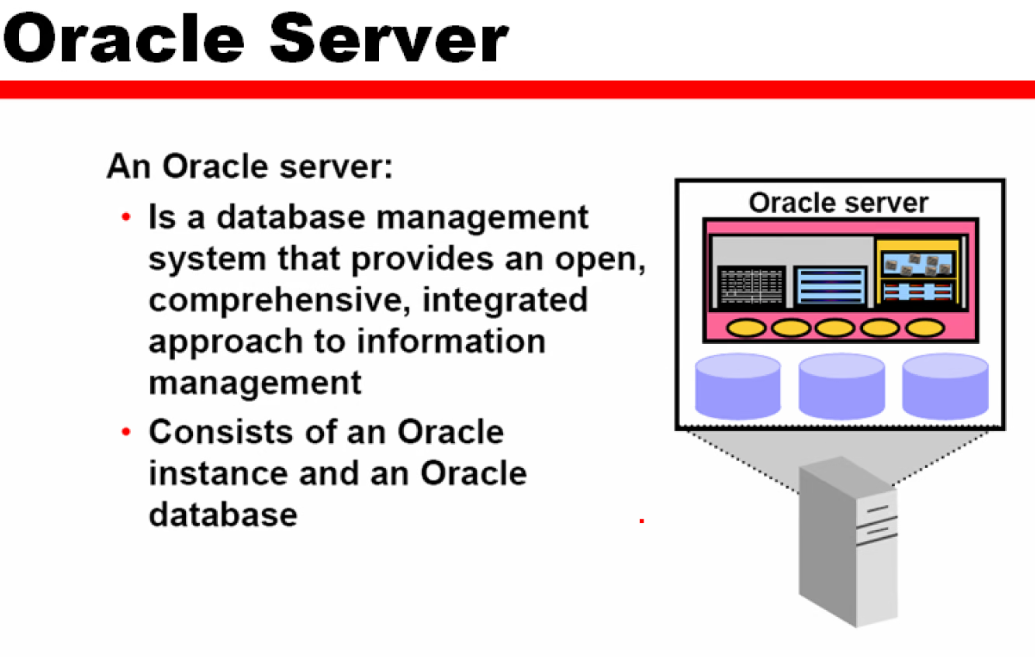 Oracle Server
An Oracle server:
• Is a database management
system that provides an open,
comprehensive, integrated
approach to information
management
• Consists of an Oracle
instance and an Oracle
database
Oracle server